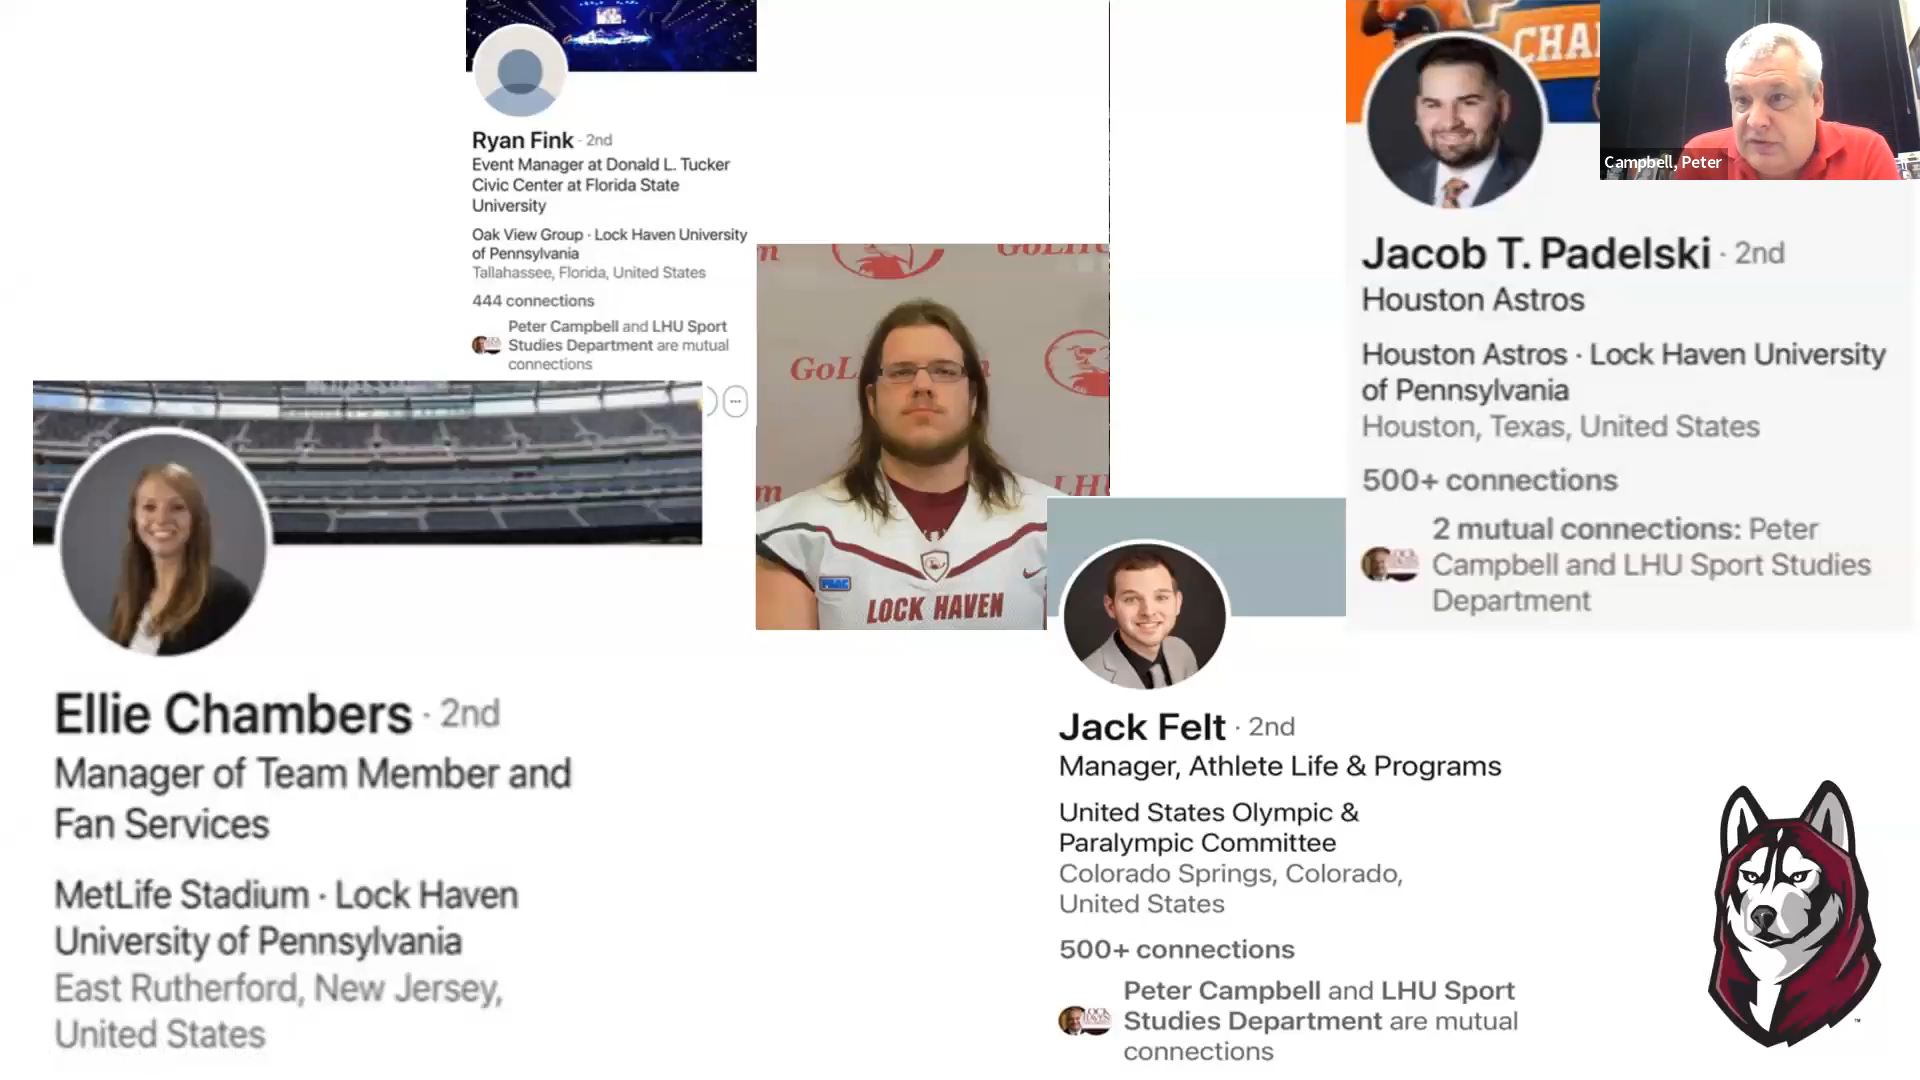 Ryan Fink · 2nd
Event Manager at Donald L. Tucker
Civic Center at Florida State
University
Oak View Group · Lock Haven University
of Pennsylvania
Tallahassee, Florida, United States
444 connections
Peter Campbell and LHU Sport
Studies Department are mutual
connections
Ellie Chambers · 2nd
Manager of Team Member and
Fan Services
MetLife Stadium · Lock Haven
University of Pennsylvania
East Rutherford, New Jersey,
United States
LHU
LOCK HAVEN
Jack Felt · 2nd
Manager, Athlete Life & Programs
United States Olympic &
Paralympic Committee
Colorado Springs, Colorado,
United States
500+ connections
Peter Campbell and LHU Sport
Studies Department are mutual
connections
CHA
Campbell, Peter
Jacob T. Padelski · 2nd
Houston Astros
Houston Astros · Lock Haven University
of Pennsylvania
Houston, Texas, United States
500+ connections
2 mutual connections: Peter
Campbell and LHU Sport Studies
Department